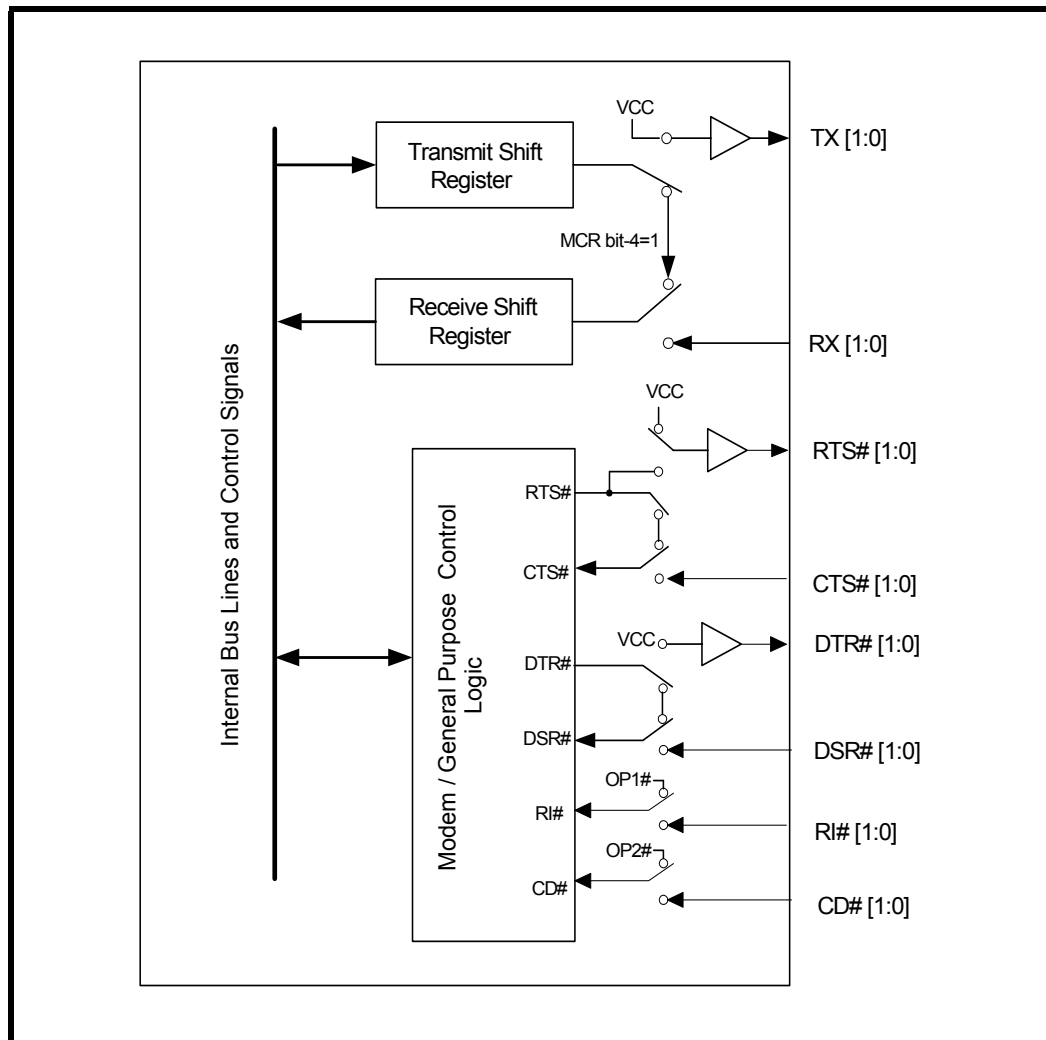 VCC
TX [1:0]
Transmit Shift
Register
MCR bit-4=1
Receive Shift
Register
RX [1:0]
VCC
RTS# [1:0]
RTS#
CTS#
CTS# [1:0]
VCC
DTR# [1:0]
DTR#
DSR#
DSR# [1:0]
OP1#
RI#
RI# [1:0]
OP2#
CD#
CD# [1:0]
Internal Bus Lines and Control Signals
Modem / General Purpose Control
Logic